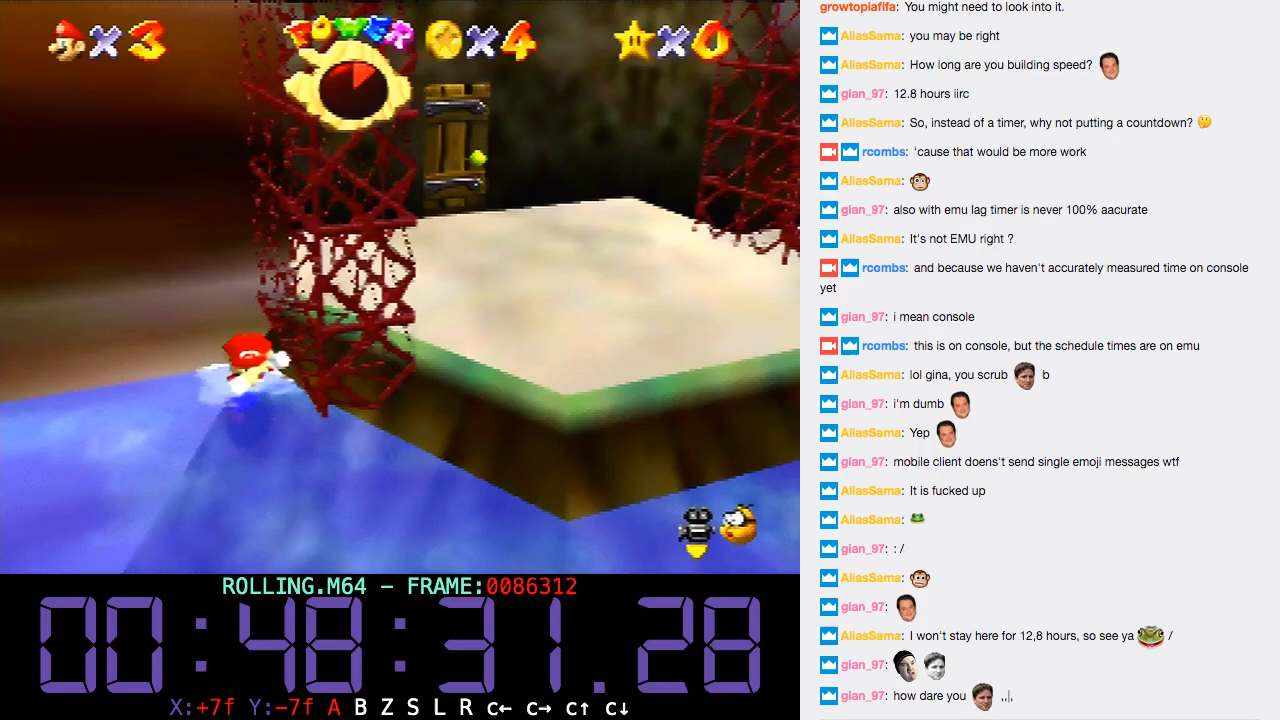 ×3
POWER
×4
×0
ROLLING.M64 – FRAME:0086312
00:48:31.28
X:+7f Y:-7f A B Z S L R c← c→ c↑ c↓
growtopiafifa: You might need to look into it.
AliasSama: you may be right
AliasSama: How long are you building speed?
gian_97: 12.8 hours iirc
AliasSama: So, instead of a timer, why not putting a countdown? 🤔
rcombs: 'cause that would be more work
AliasSama: 🐵
gian_97: also with emu lag timer is never 100% aacurate
AliasSama: It's not EMU right ?
rcombs: and because we haven't accurately measured time on console
yet
gian_97: i mean console
rcombs: this is on console, but the schedule times are on emu
AliasSama: lol gina, you scrub b
gian_97: i'm dumb
AliasSama: Yep
gian_97: mobile client doens't send single emoji messages wtf
AliasSama: It is fucked up
AliasSama: 🐸
gian_97: : /
AliasSama: 🐵
gian_97:
AliasSama: I won't stay here for 12,8 hours, so see ya /
gian_97:
gian_97: how dare you ,,|,